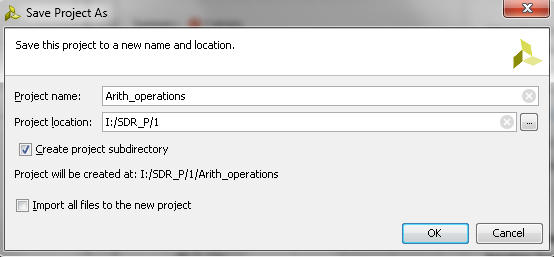 Save Project As
Save this project to a new name and location.
Project name: Arith_operations
Project location: I:/SDR_P/1 ...
Create project subdirectory
Project will be created at: I:/SDR_P/1/Arith_operations
Import all files to the new project
OK Cancel